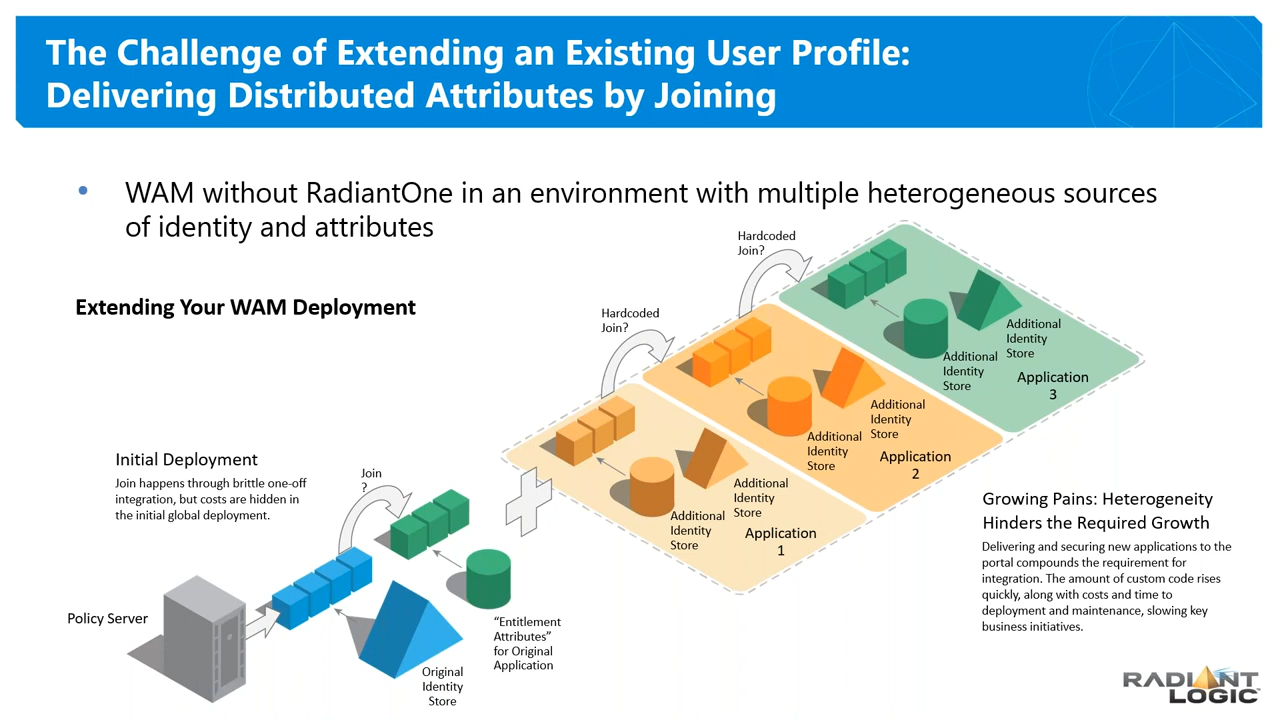 The Challenge of Extending an Existing User Profile:
Delivering Distributed Attributes by Joining
• WAM without RadiantOne in an environment with multiple heterogeneous sources
of identity and attributes
Extending Your WAM Deployment
Initial Deployment
Join happens through brittle one-off
integration, but costs are hidden in
the initial global deployment.
Policy Server
Join
?
Original
Identity
Store
“Entitlement
Attributes”
for Original
Application
Hardcoded
Join?
Additional
Identity
Store
Additional
Identity
Store
Application
1
Hardcoded
Join?
Additional
Identity
Store
Additional
Identity
Store
Application
2
Additional
Identity
Store
Additional
Identity
Store
Application
3
Growing Pains: Heterogeneity
Hinders the Required Growth
Delivering and securing new applications to the
portal compounds the requirement for
integration. The amount of custom code rises
quickly, along with costs and time to
deployment and maintenance, slowing key
business initiatives.
RADIANT
LOGIC